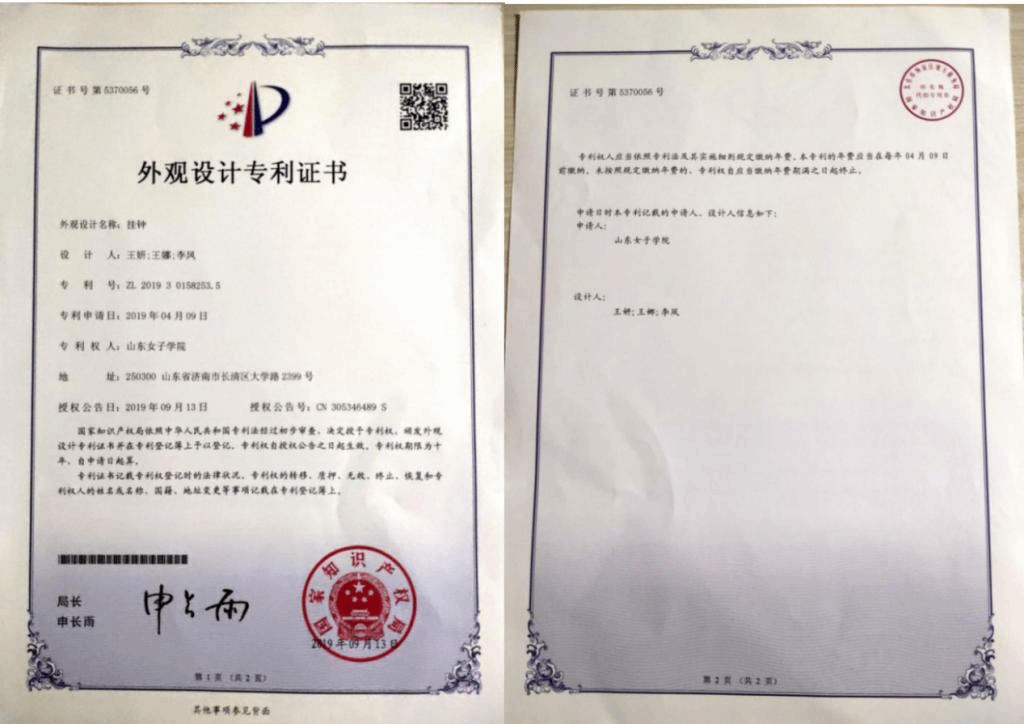 证书号第5370056号
外观设计专利证书
外观设计名称：挂钟
设 计 人：王妍;王娜;李凤
专 利 号：ZL 2019 3 0158253.5
专利申请日：2019年04月09日
专 利 权 人：山东女子学院
地 址：250300 山东省济南市长清区大学路2399号
授权公告日：2019年09月13日 授权公告号：CN 305346489 S
国家知识产权局依照中华人民共和国专利法经过初步审查，决定授予专利权，颁发外观
设计专利证书并在专利登记簿上予以登记。专利权自授权公告之日起生效。专利权期限为十
年，自申请日起算。
专利证书记载专利权登记时的法律状况。专利权的转移、质押、无效、终止、恢复和专
利权人的姓名或名称、国籍、地址变更等事项记载在专利登记簿上。
局长
申长雨
申长雨
国家知识产权局
2019年09月13日
第 1 页 （共 2 页）
其他事项参见背面
证书号第5370056号
专利权人应当依照专利法及其实施细则规定缴纳年费。本专利的年费应当在每年04月09日
前缴纳。未按照规定缴纳年费的，专利权自应当缴纳年费期满之日起终止。
申请日时本专利记载的申请人、设计人信息如下：
申请人：
山东女子学院
设计人：
王妍;王娜;李凤
第 2 页 （共 2 页）